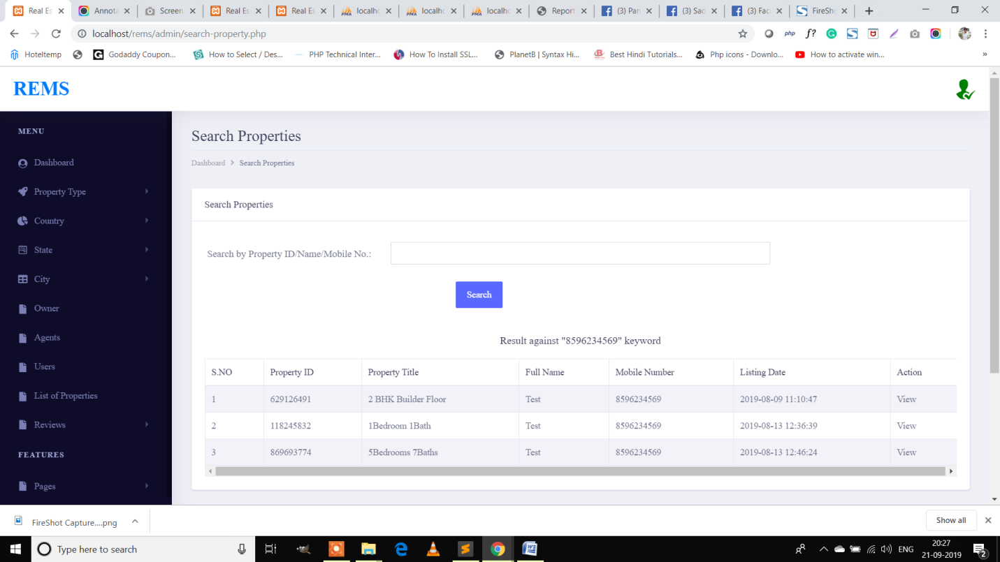 Real Es Annota Screen Real Es Real Es localho localho localho Report (3) Pan (3) Sad (3) Fac FireSho
localhost/rems/admin/search-property.php php f?
Hoteltemp Godaddy Coupon... How to Select / Des... PHP Technical Inter... How To Install SSL... PlanetB | Syntax Hi... Best Hindi Tutorials... Php icons - Downlo... How to activate win... »
REMS
MENU
Dashboard
Property Type
Country
State
City
Owner
Agents
Users
List of Properties
Reviews
FEATURES
Pages
Search Properties
Dashboard > Search Properties
Search Properties
Search by Property ID/Name/Mobile No.:
Search
Result against "8596234569" keyword
S.NO Property ID Property Title Full Name Mobile Number Listing Date Action
1 629126491 2 BHK Builder Floor Test 8596234569 2019-08-09 11:10:47 View
2 118245832 1Bedroom 1Bath Test 8596234569 2019-08-13 12:36:39 View
3 869693774 5Bedrooms 7Baths Test 8596234569 2019-08-13 12:46:24 View
FireShot Capture....png Show all
Type here to search ENG 20:27
21-09-2019 2